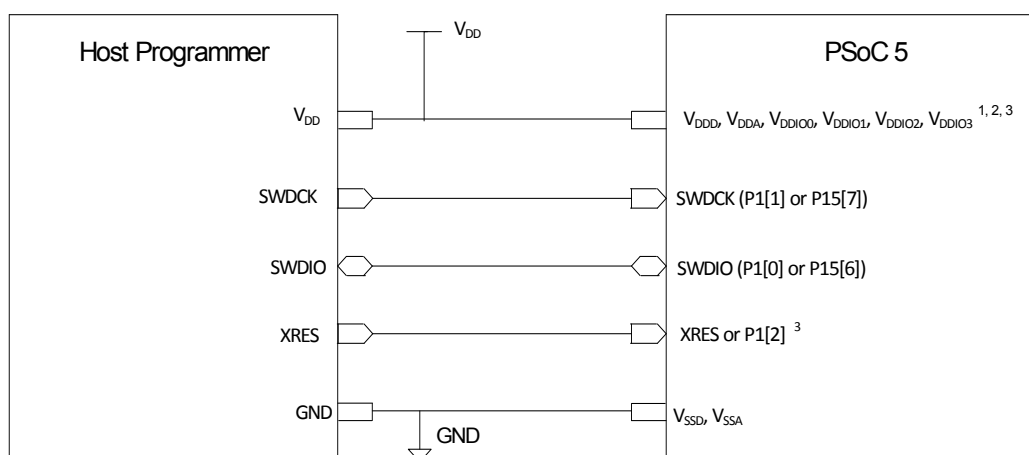 V_DD
Host Programmer
PSoC 5
V_DD
V_DDD, V_DDA, V_DDIO0, V_DDIO1, V_DDIO2, V_DDIO3 1, 2, 3
SWDCK
SWDCK (P1[1] or P15[7])
SWDIO
SWDIO (P1[0] or P15[6])
XRES
XRES or P1[2] 3
GND
V_SSD, V_SSA
GND